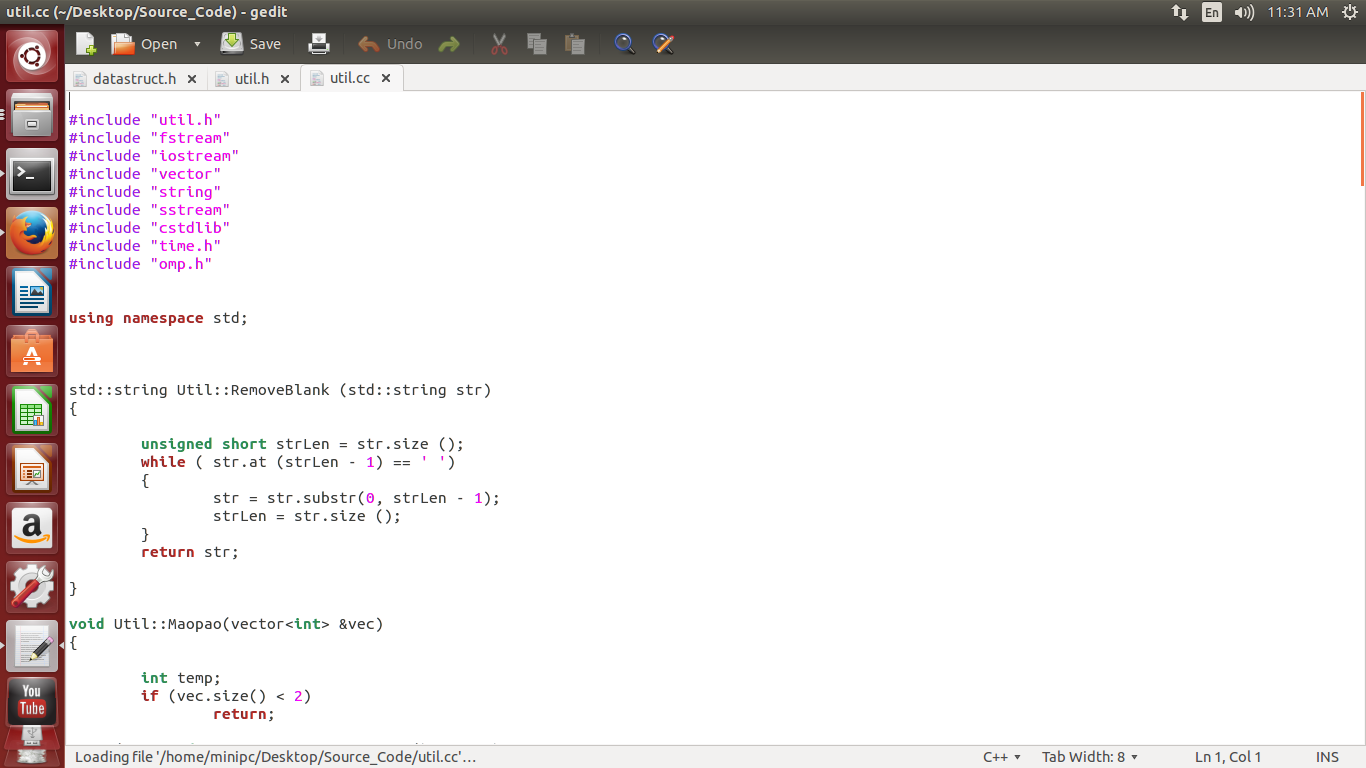 util.cc (~/Desktop/Source_Code) - gedit
En
11:31 AM
Open
Save
Undo
datastruct.h
util.h
util.cc
#include "util.h"
#include "fstream"
#include "iostream"
#include "vector"
#include "string"
#include "sstream"
#include "cstdlib"
#include "time.h"
#include "omp.h"
using namespace std;
std::string Util::RemoveBlank (std::string str)
{
unsigned short strLen = str.size ();
while ( str.at (strLen - 1) == ' ')
{
str = str.substr(0, strLen - 1);
strLen = str.size ();
}
return str;
}
void Util::Maopao(vector<int> &vec)
{
int temp;
if (vec.size() < 2)
return;
You
Tube
Loading file '/home/minipc/Desktop/Source_Code/util.cc'…
C++
Tab Width: 8
Ln 1, Col 1
INS